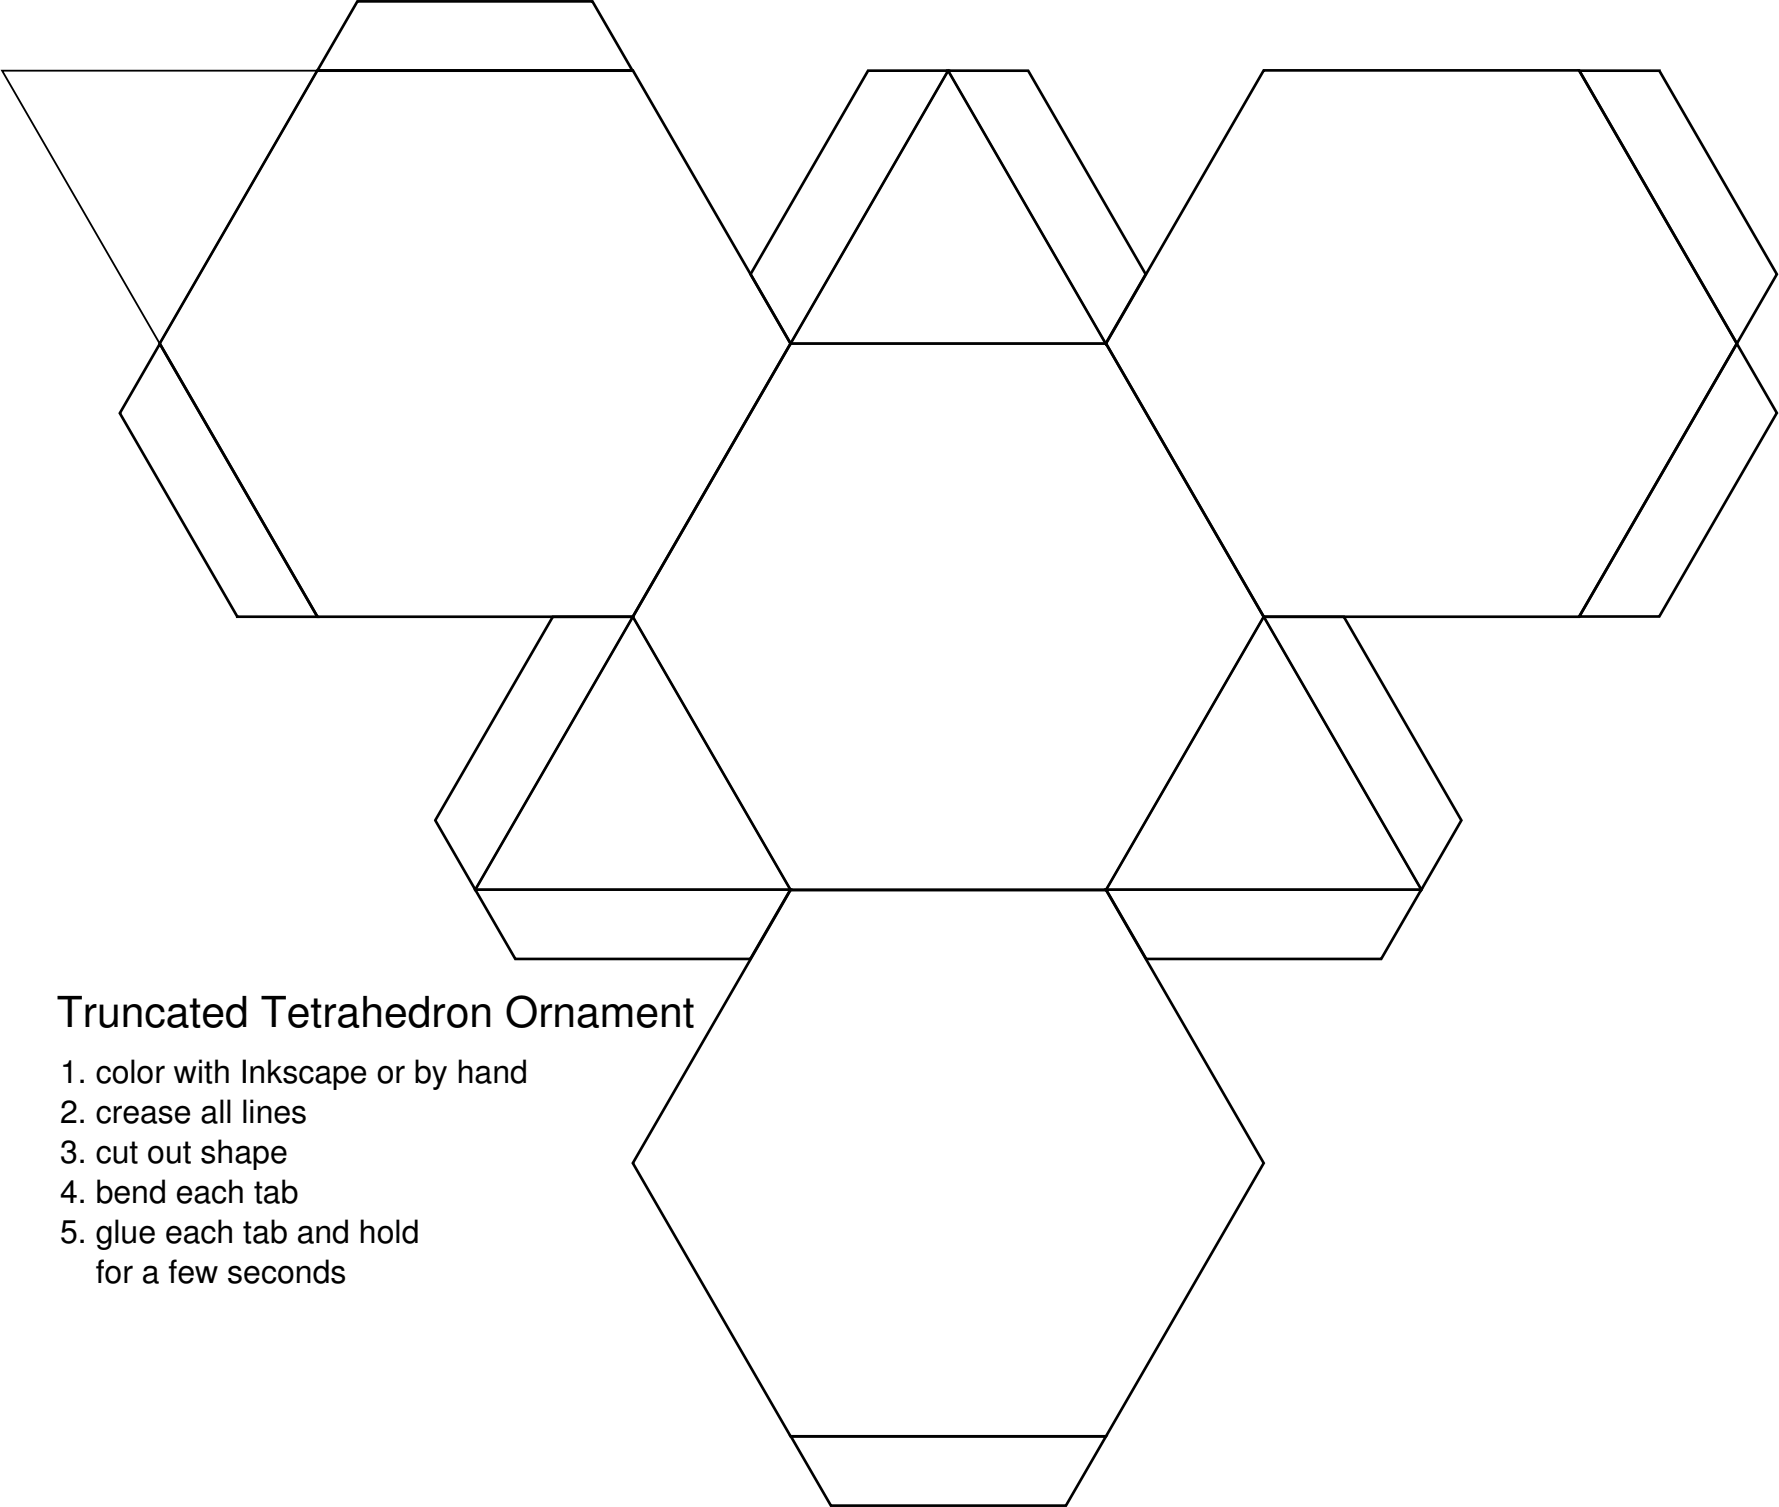 Truncated Tetrahedron Ornament
1. color with Inkscape or by hand
2. crease all lines
3. cut out shape
4. bend each tab
5. glue each tab and hold
for a few seconds